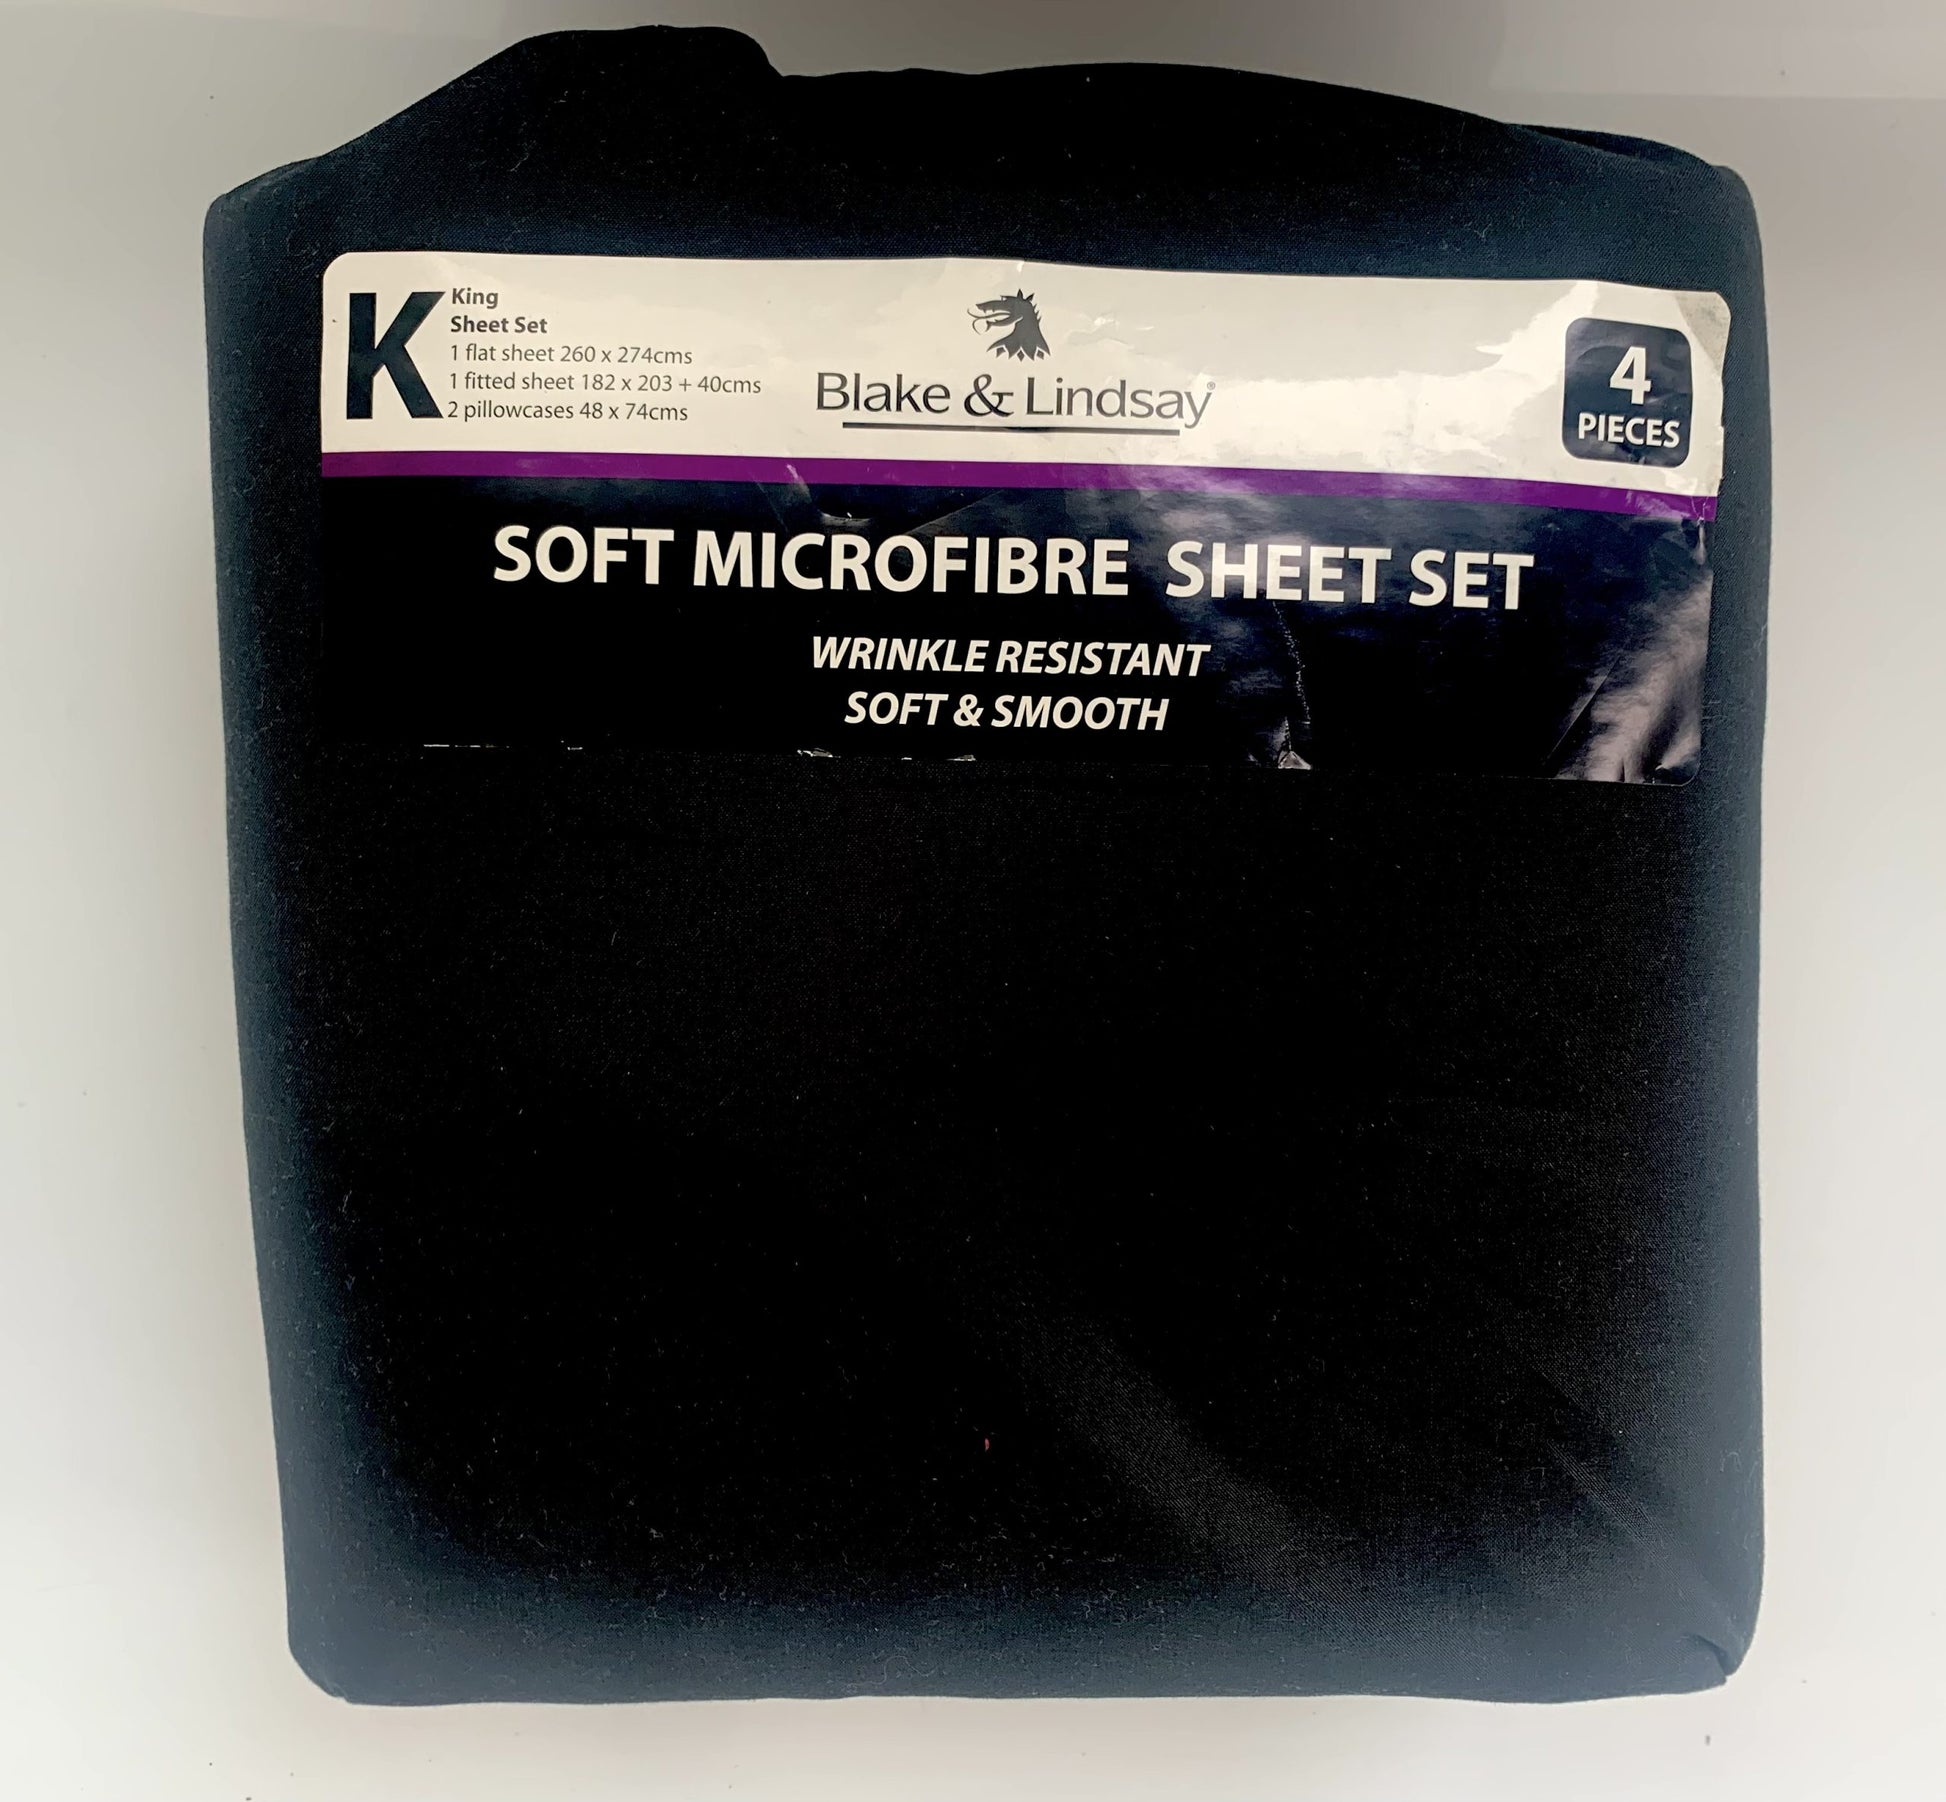 K
King
Sheet Set
1 flat sheet 260 x 274cms
1 fitted sheet 182 x 203 + 40cms
2 pillowcases 48 x 74cms
Blake & Lindsay®
4
PIECES
SOFT MICROFIBRE SHEET SET
WRINKLE RESISTANT
SOFT & SMOOTH